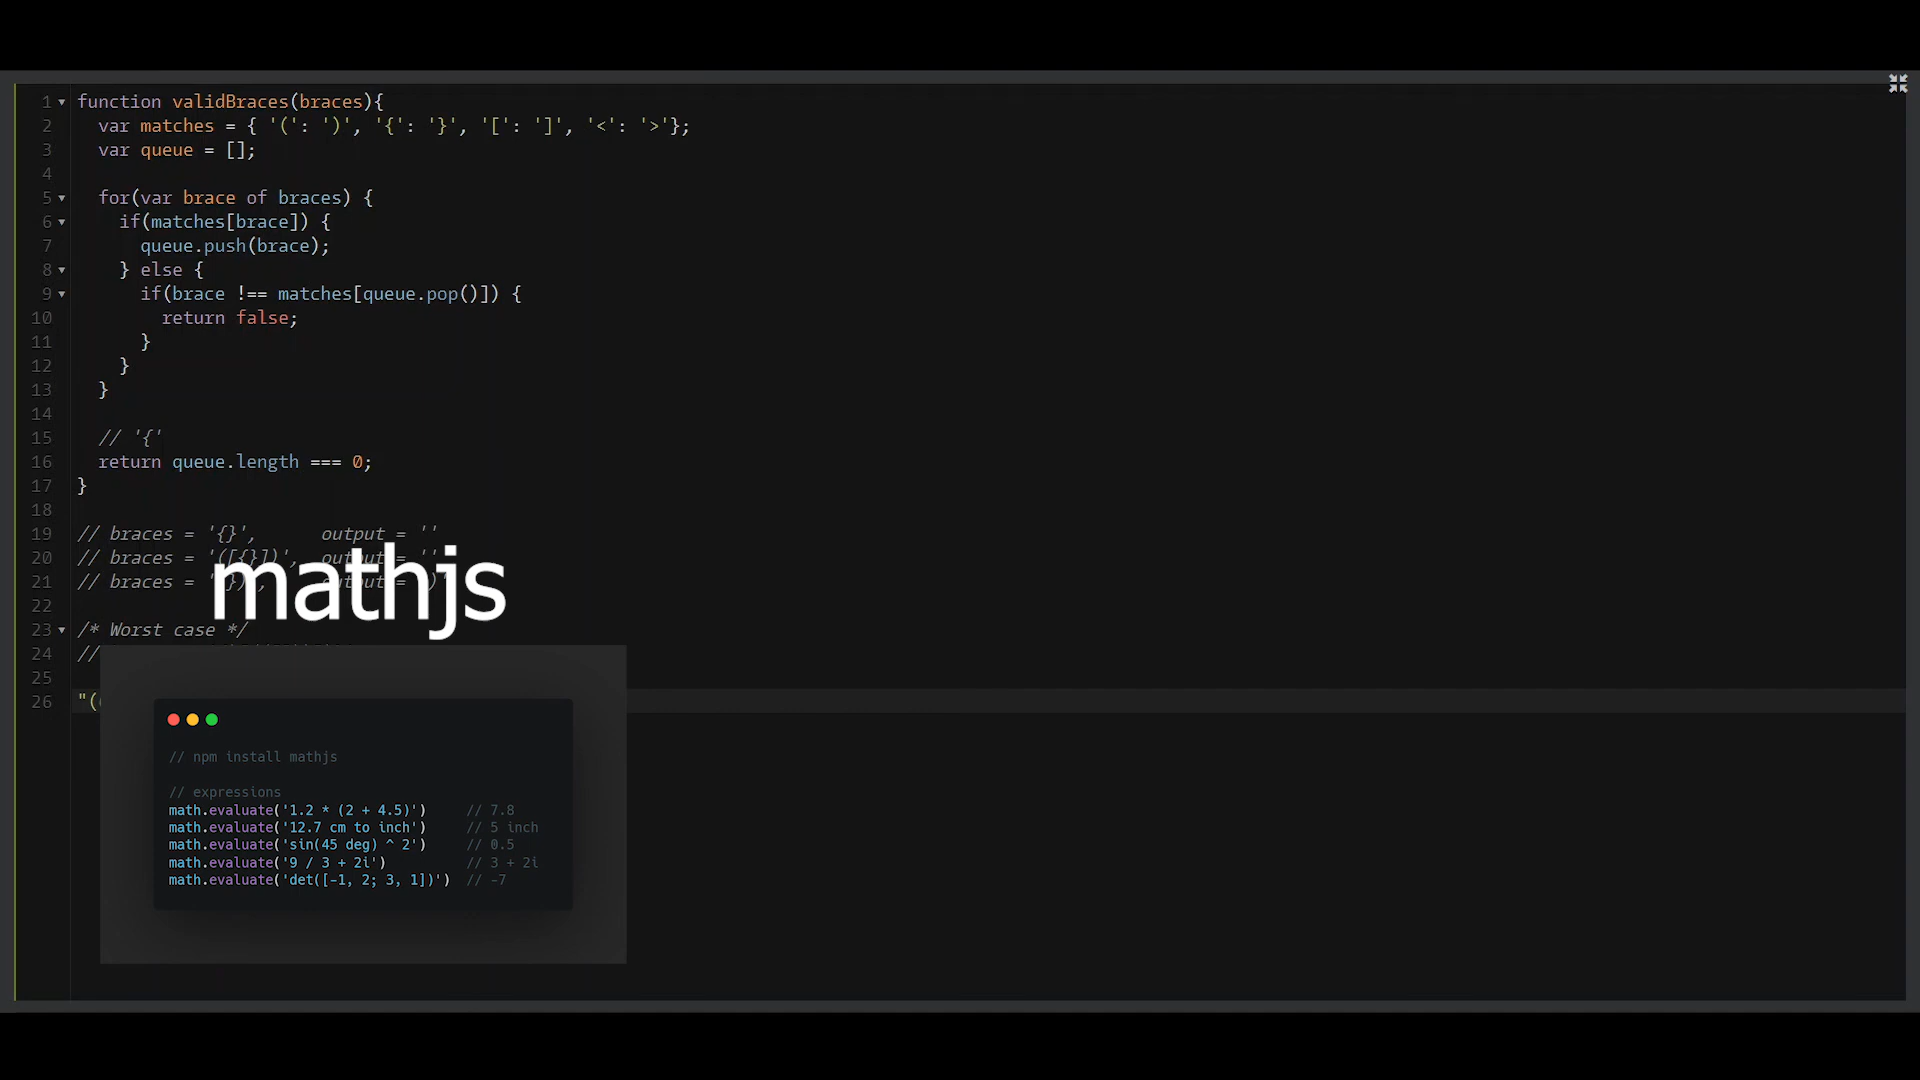 1 function validBraces(braces){
2 var matches = { '(': ')', '{': '}', '[': ']', '<': '>'};
3 var queue = [];
4
5 for(var brace of braces) {
6 if(matches[brace]) {
7 queue.push(brace);
8 } else {
9 if(brace !== matches[queue.pop()]) {
10 return false;
11 }
12 }
13 }
14
15 // '{'
16 return queue.length === 0;
17 }
18
19 // braces = '{}', output = ''
20 // braces = '([{}])', output = ''
21 // braces =
22
23 /* Worst case */
24 //
25
26 "(
mathjs
// npm install mathjs
// expressions
math.evaluate('1.2 * (2 + 4.5)') // 7.8
math.evaluate('12.7 cm to inch') // 5 inch
math.evaluate('sin(45 deg) ^ 2') // 0.5
math.evaluate('9 / 3 + 2i') // 3 + 2i
math.evaluate('det([-1, 2; 3, 1])') // -7